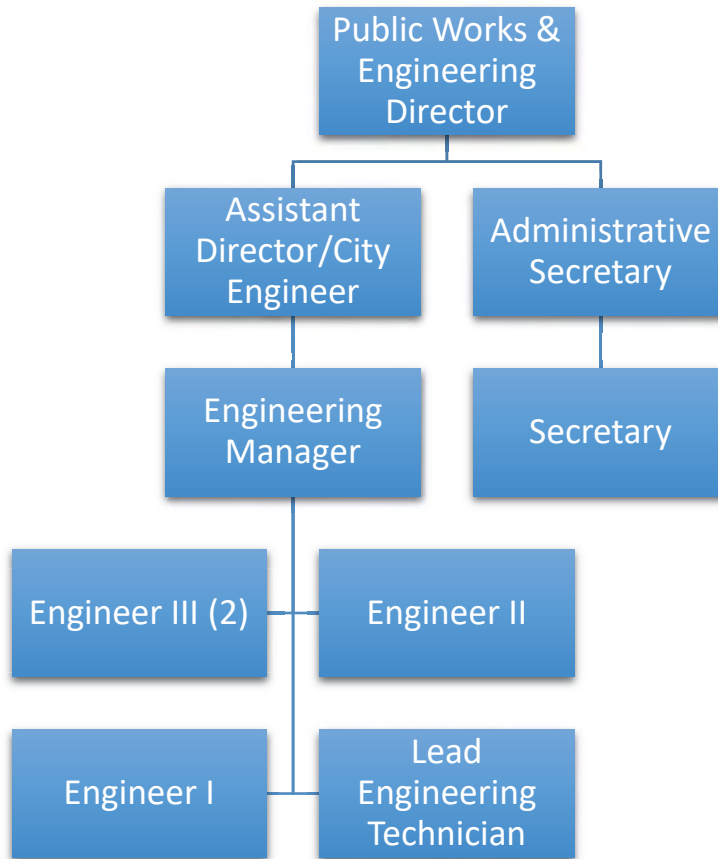 Public Works &
Engineering
Director
Assistant
Director/City
Engineer
Administrative
Secretary
Engineering
Manager
Secretary
Engineer III (2)
Engineer II
Engineer I
Lead
Engineering
Technician